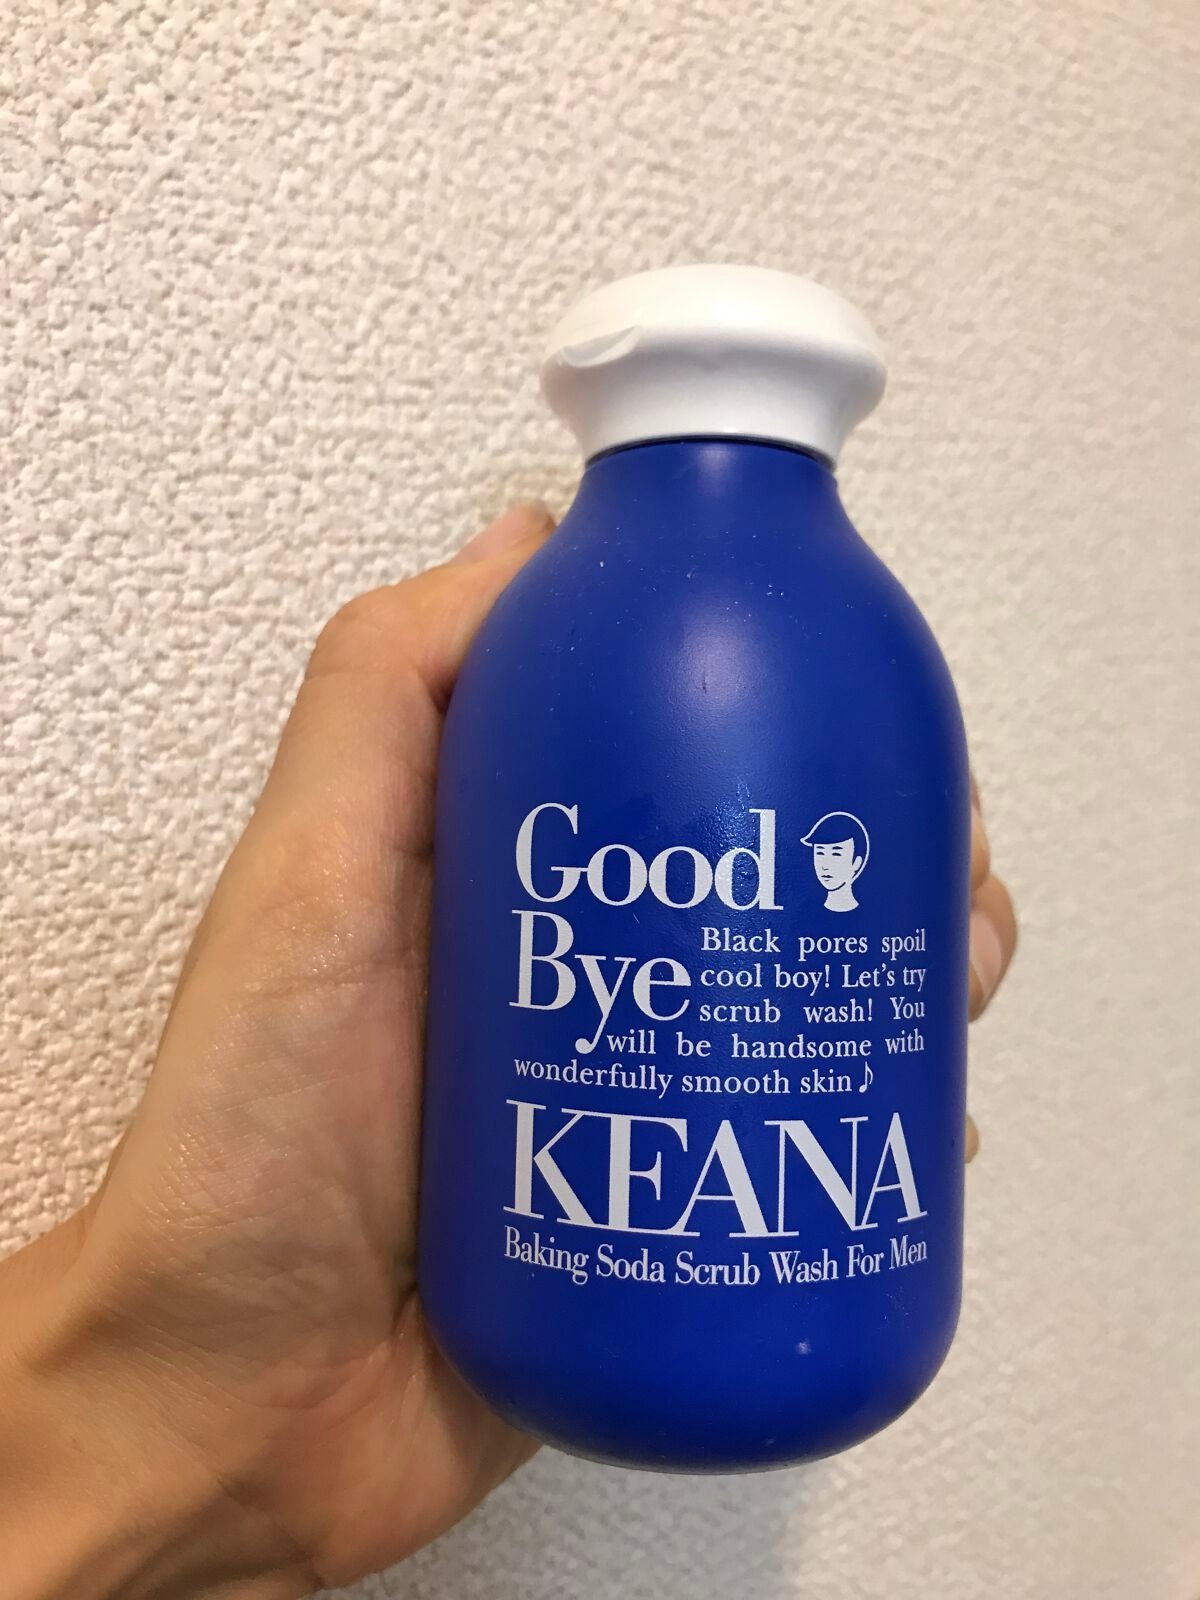 Good
Bye
Black pores spoil
cool boy! Let's try
scrub wash! You
will be handsome with
wonderfully smooth skin♪
KEANA
Baking Soda Scrub Wash For Men